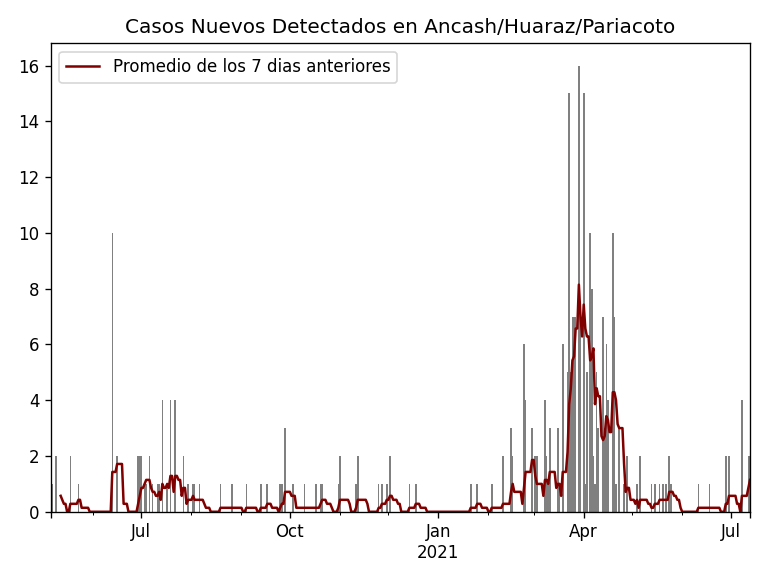 Casos Nuevos Detectados en Ancash/Huaraz/Pariacoto
Promedio de los 7 dias anteriores
16
14
12
10
8
6
4
2
0
Jul
Oct
Jan
2021
Apr
Jul